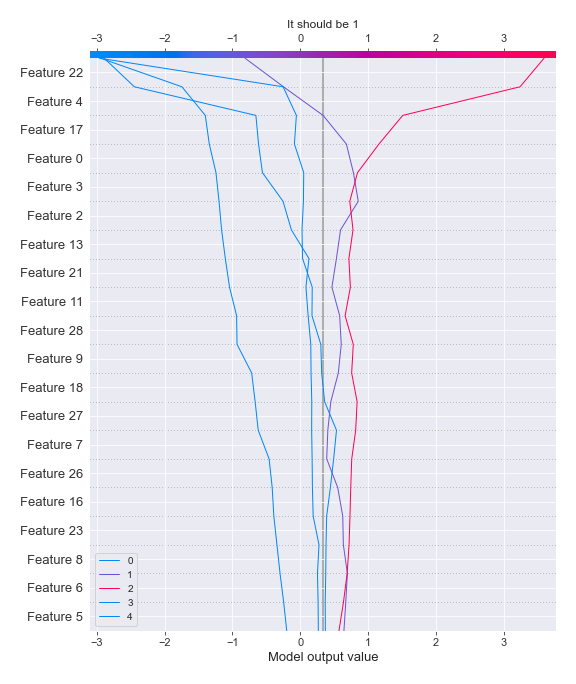 It should be 1
−3 −2 −1 0 1 2 3
Feature 22
Feature 4
Feature 17
Feature 0
Feature 3
Feature 2
Feature 13
Feature 21
Feature 11
Feature 28
Feature 9
Feature 18
Feature 27
Feature 7
Feature 26
Feature 16
Feature 23
Feature 8
Feature 6
Feature 5
0
1
2
3
4
−3 −2 −1 0 1 2 3
Model output value